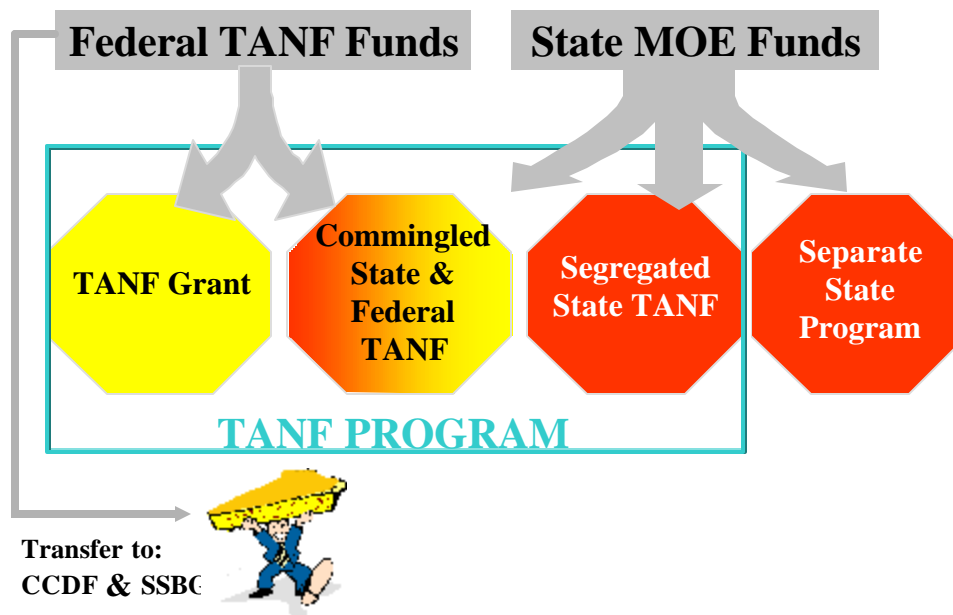 Federal TANF Funds
State MOE Funds
TANF Grant
Commingled
State &
Federal
TANF
Segregated
State TANF
Separate
State
Program
TANF PROGRAM
Transfer to:
CCDF &